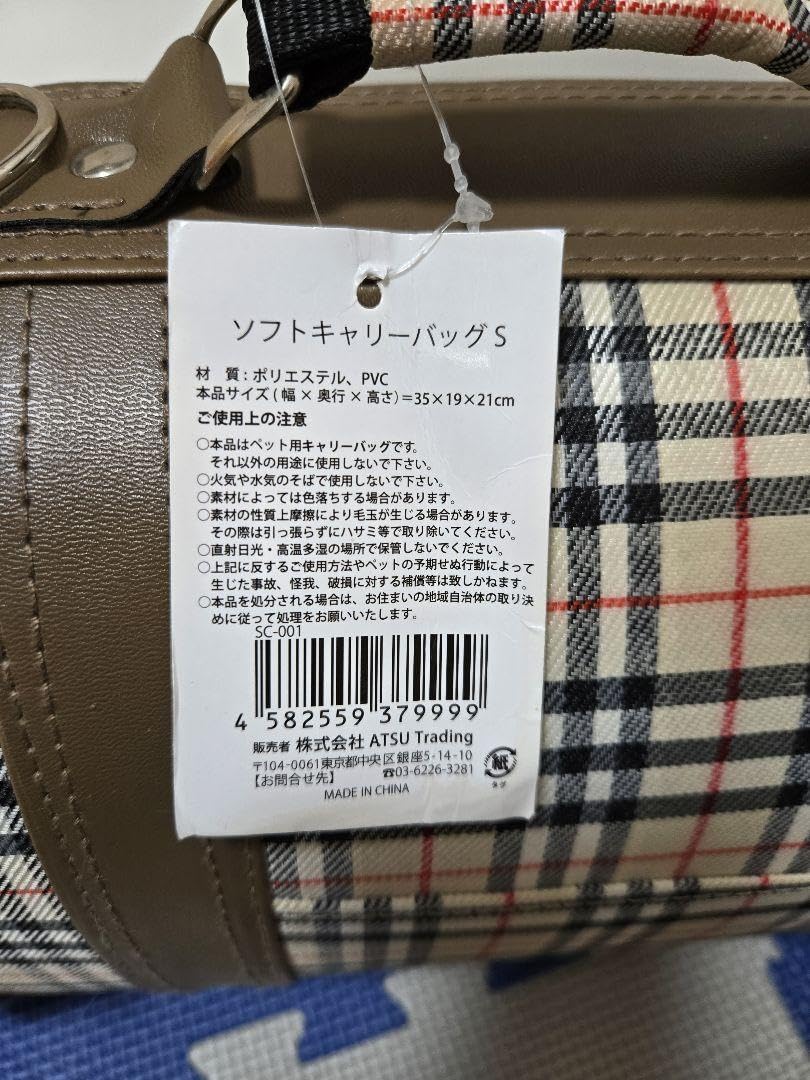 ソフトキャリーバッグ S
材　質 : ポリエステル、PVC
本品サイズ ( 幅 × 奥行 × 高さ) ＝35×19×21cm
ご使用上の注意
○本品はペット用キャリーバッグです。
それ以外の用途に使用しないで下さい。
○火気や水気のそばで使用しないで下さい。
○素材によっては色落ちする場合があります。
○素材の性質上摩擦により毛玉が生じる場合があります。
その際は引っ張らずにハサミ等で取り除いてください。
○直射日光・高温多湿の場所で保管しないでください。
○上記に反するご使用方法やペットの予期せぬ行動によって
生じた事故、怪我、破損に対する補償等は致しかねます。
○本品を処分される場合は、お住まいの地域自治体の取り決
めに従って処理をお願いいたします。
SC-001
4 582559 379999
販売者 株式会社 ATSU Trading
〒104-0061東京都中央区銀座5-14-10
【お問合せ先】　☎03-6226-3281
MADE IN CHINA
紙
タグ